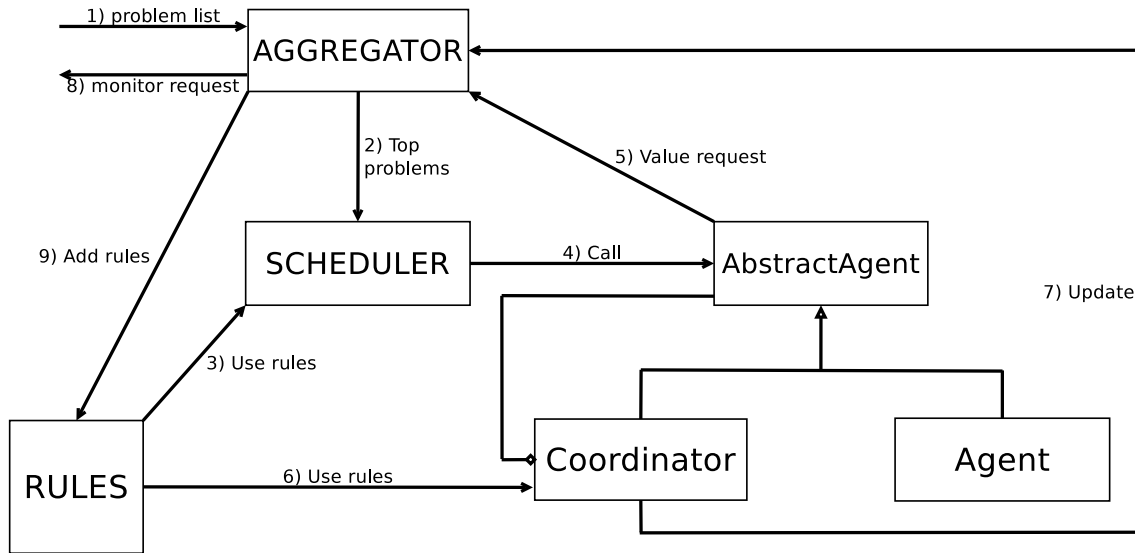 1) problem list
AGGREGATOR
8) monitor request
2) Top
problems
5) Value request
9) Add rules
SCHEDULER
4) Call
AbstractAgent
7) Update
3) Use rules
RULES
6) Use rules
Coordinator
Agent